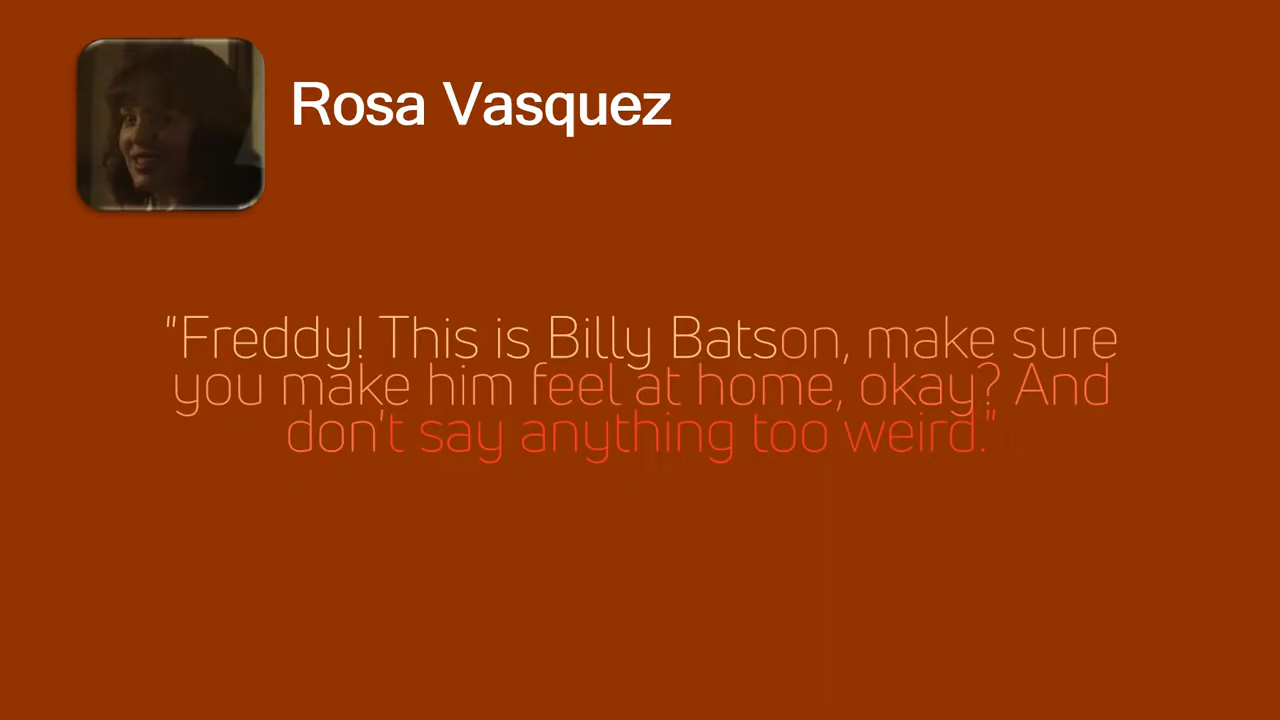 Rosa Vasquez
"Freddy! This is Billy Batson, make sure
you make him feel at home, okay? And
don't say anything too weird."